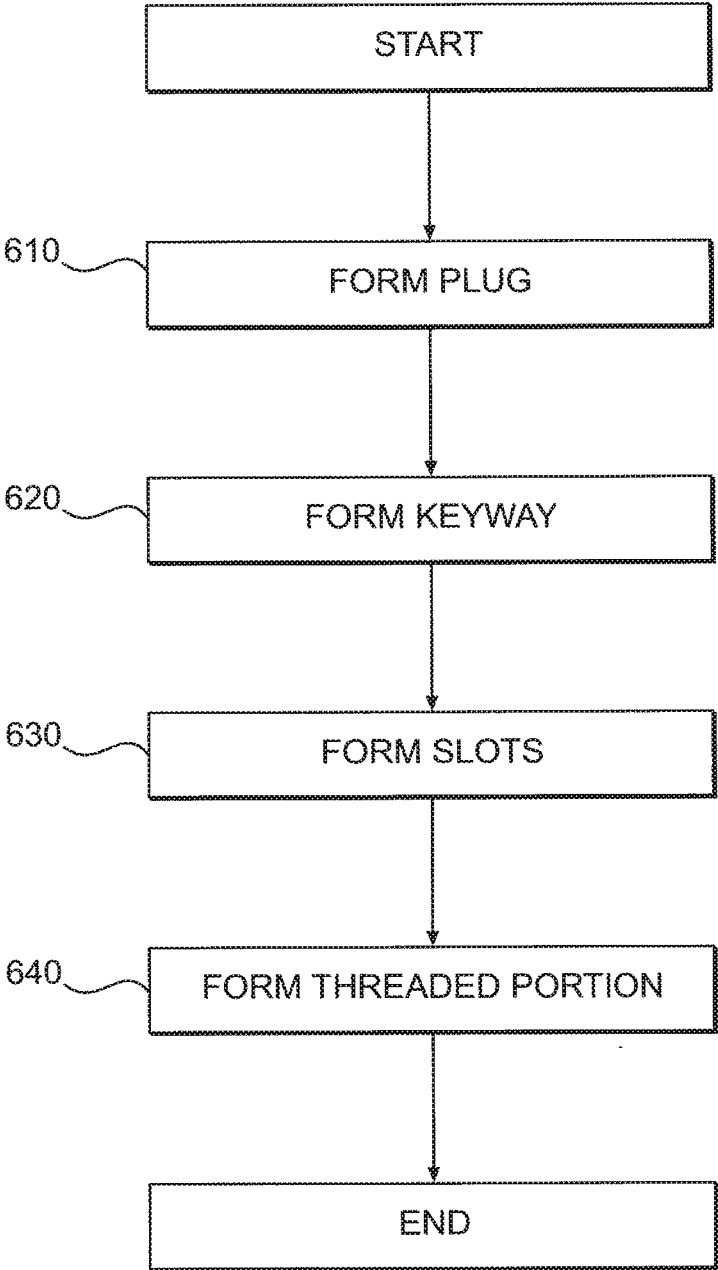 START
610
FORM PLUG
620
FORM KEYWAY
630
FORM SLOTS
640
FORM THREADED PORTION
END